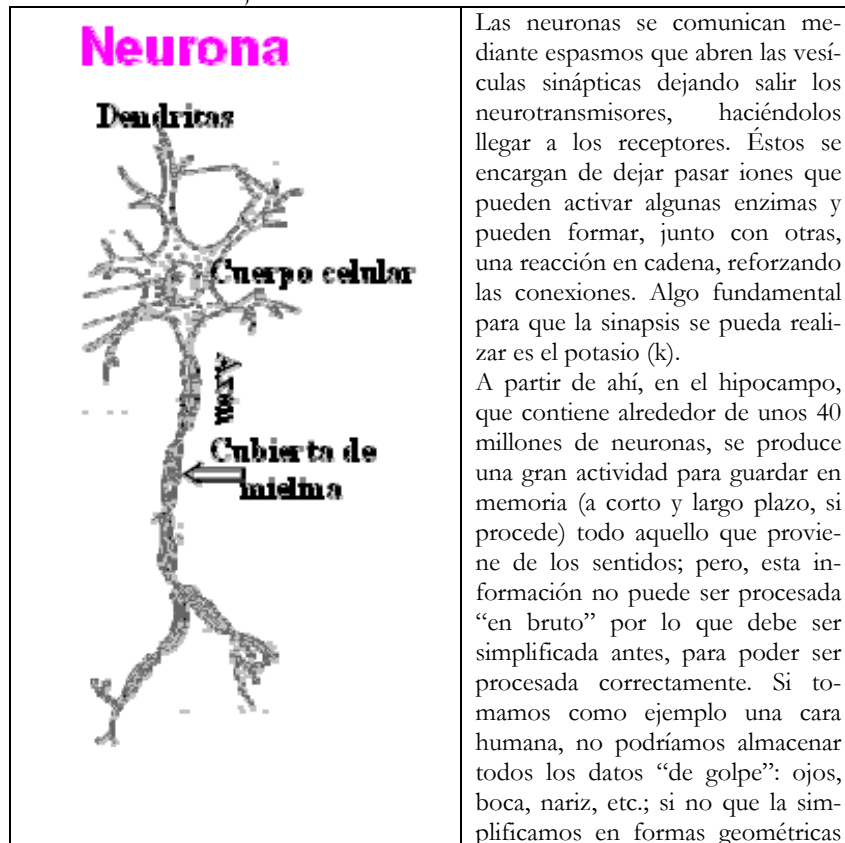 Neurona
Dendritas
Cuerpo celular
Axón
Cubierta de
mielina
Las neuronas se comunican me-
diante espasmos que abren las vesí-
culas sinápticas dejando salir los
neurotransmisores, haciéndolos
llegar a los receptores. Éstos se
encargan de dejar pasar iones que
pueden activar algunas enzimas y
pueden formar, junto con otras,
una reacción en cadena, reforzando
las conexiones. Algo fundamental
para que la sinapsis se pueda reali-
zar es el potasio (k).
A partir de ahí, en el hipocampo,
que contiene alrededor de unos 40
millones de neuronas, se produce
una gran actividad para guardar en
memoria (a corto y largo plazo, si
procede) todo aquello que provie-
ne de los sentidos; pero, esta in-
formación no puede ser procesada
“en bruto” por lo que debe ser
simplificada antes, para poder ser
procesada correctamente. Si to-
mamos como ejemplo una cara
humana, no podríamos almacenar
todos los datos “de golpe”: ojos,
boca, nariz, etc.; si no que la sim-
plificamos en formas geométricas